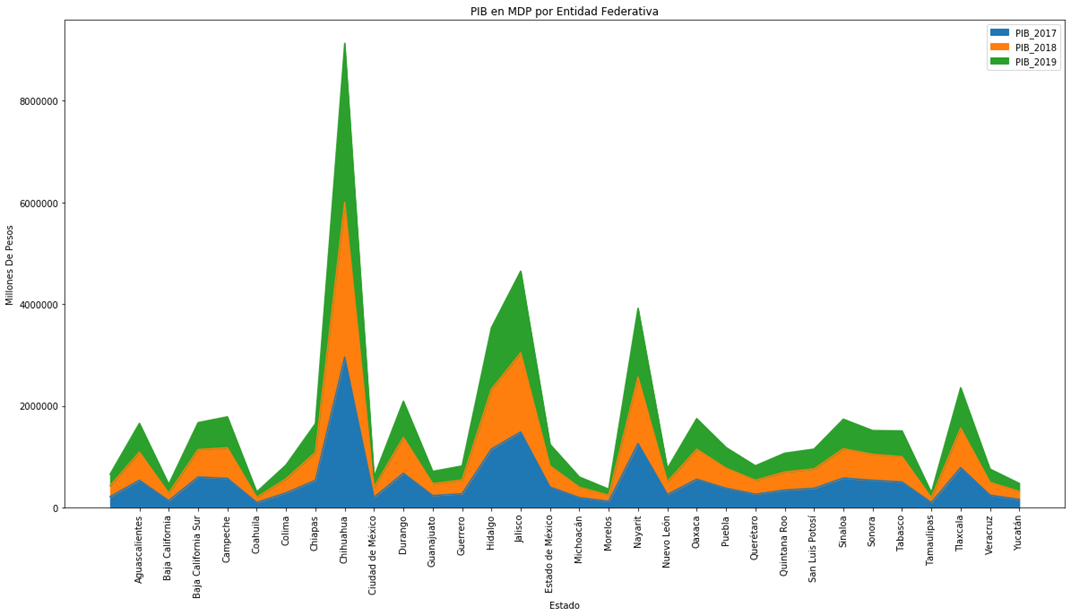 PIB en MDP por Entidad Federativa
PIB_2017
PIB_2018
PIB_2019
Millones De Pesos
8000000
6000000
4000000
2000000
0
Aguascalientes
Baja California
Baja California Sur
Campeche
Coahuila
Colima
Chiapas
Chihuahua
Ciudad de México
Durango
Guanajuato
Guerrero
Hidalgo
Jalisco
Estado de México
Michoacán
Morelos
Nayarit
Nuevo León
Oaxaca
Puebla
Querétaro
Quintana Roo
San Luis Potosí
Sinaloa
Sonora
Tabasco
Tamaulipas
Tlaxcala
Veracruz
Yucatán
Estado